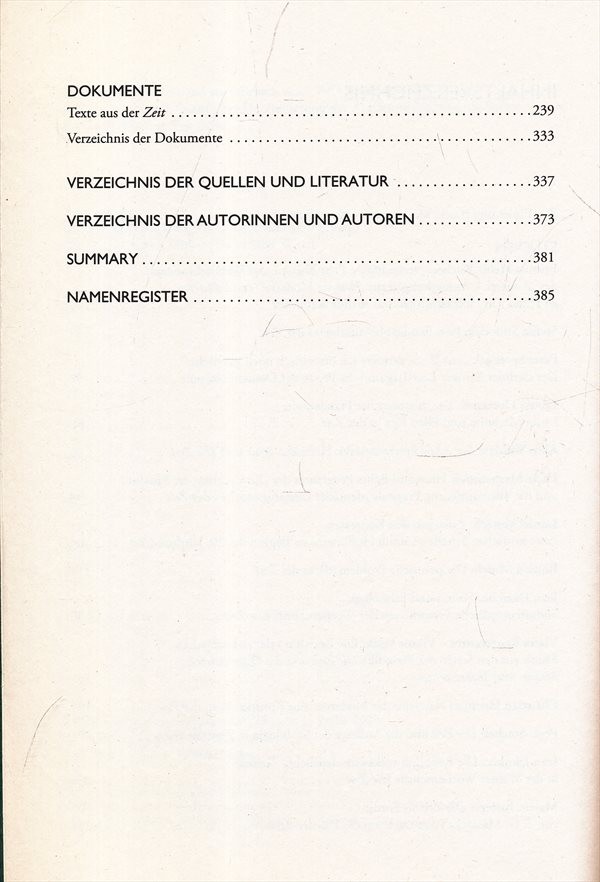 DOKUMENTE
Texte aus der Zeit ........................................ 239
Verzeichnis der Dokumente ........................................ 333
VERZEICHNIS DER QUELLEN UND LITERATUR .................. 337
VERZEICHNIS DER AUTORINNEN UND AUTOREN ............... 373
SUMMARY ........................................ 381
NAMENREGISTER ........................................ 385